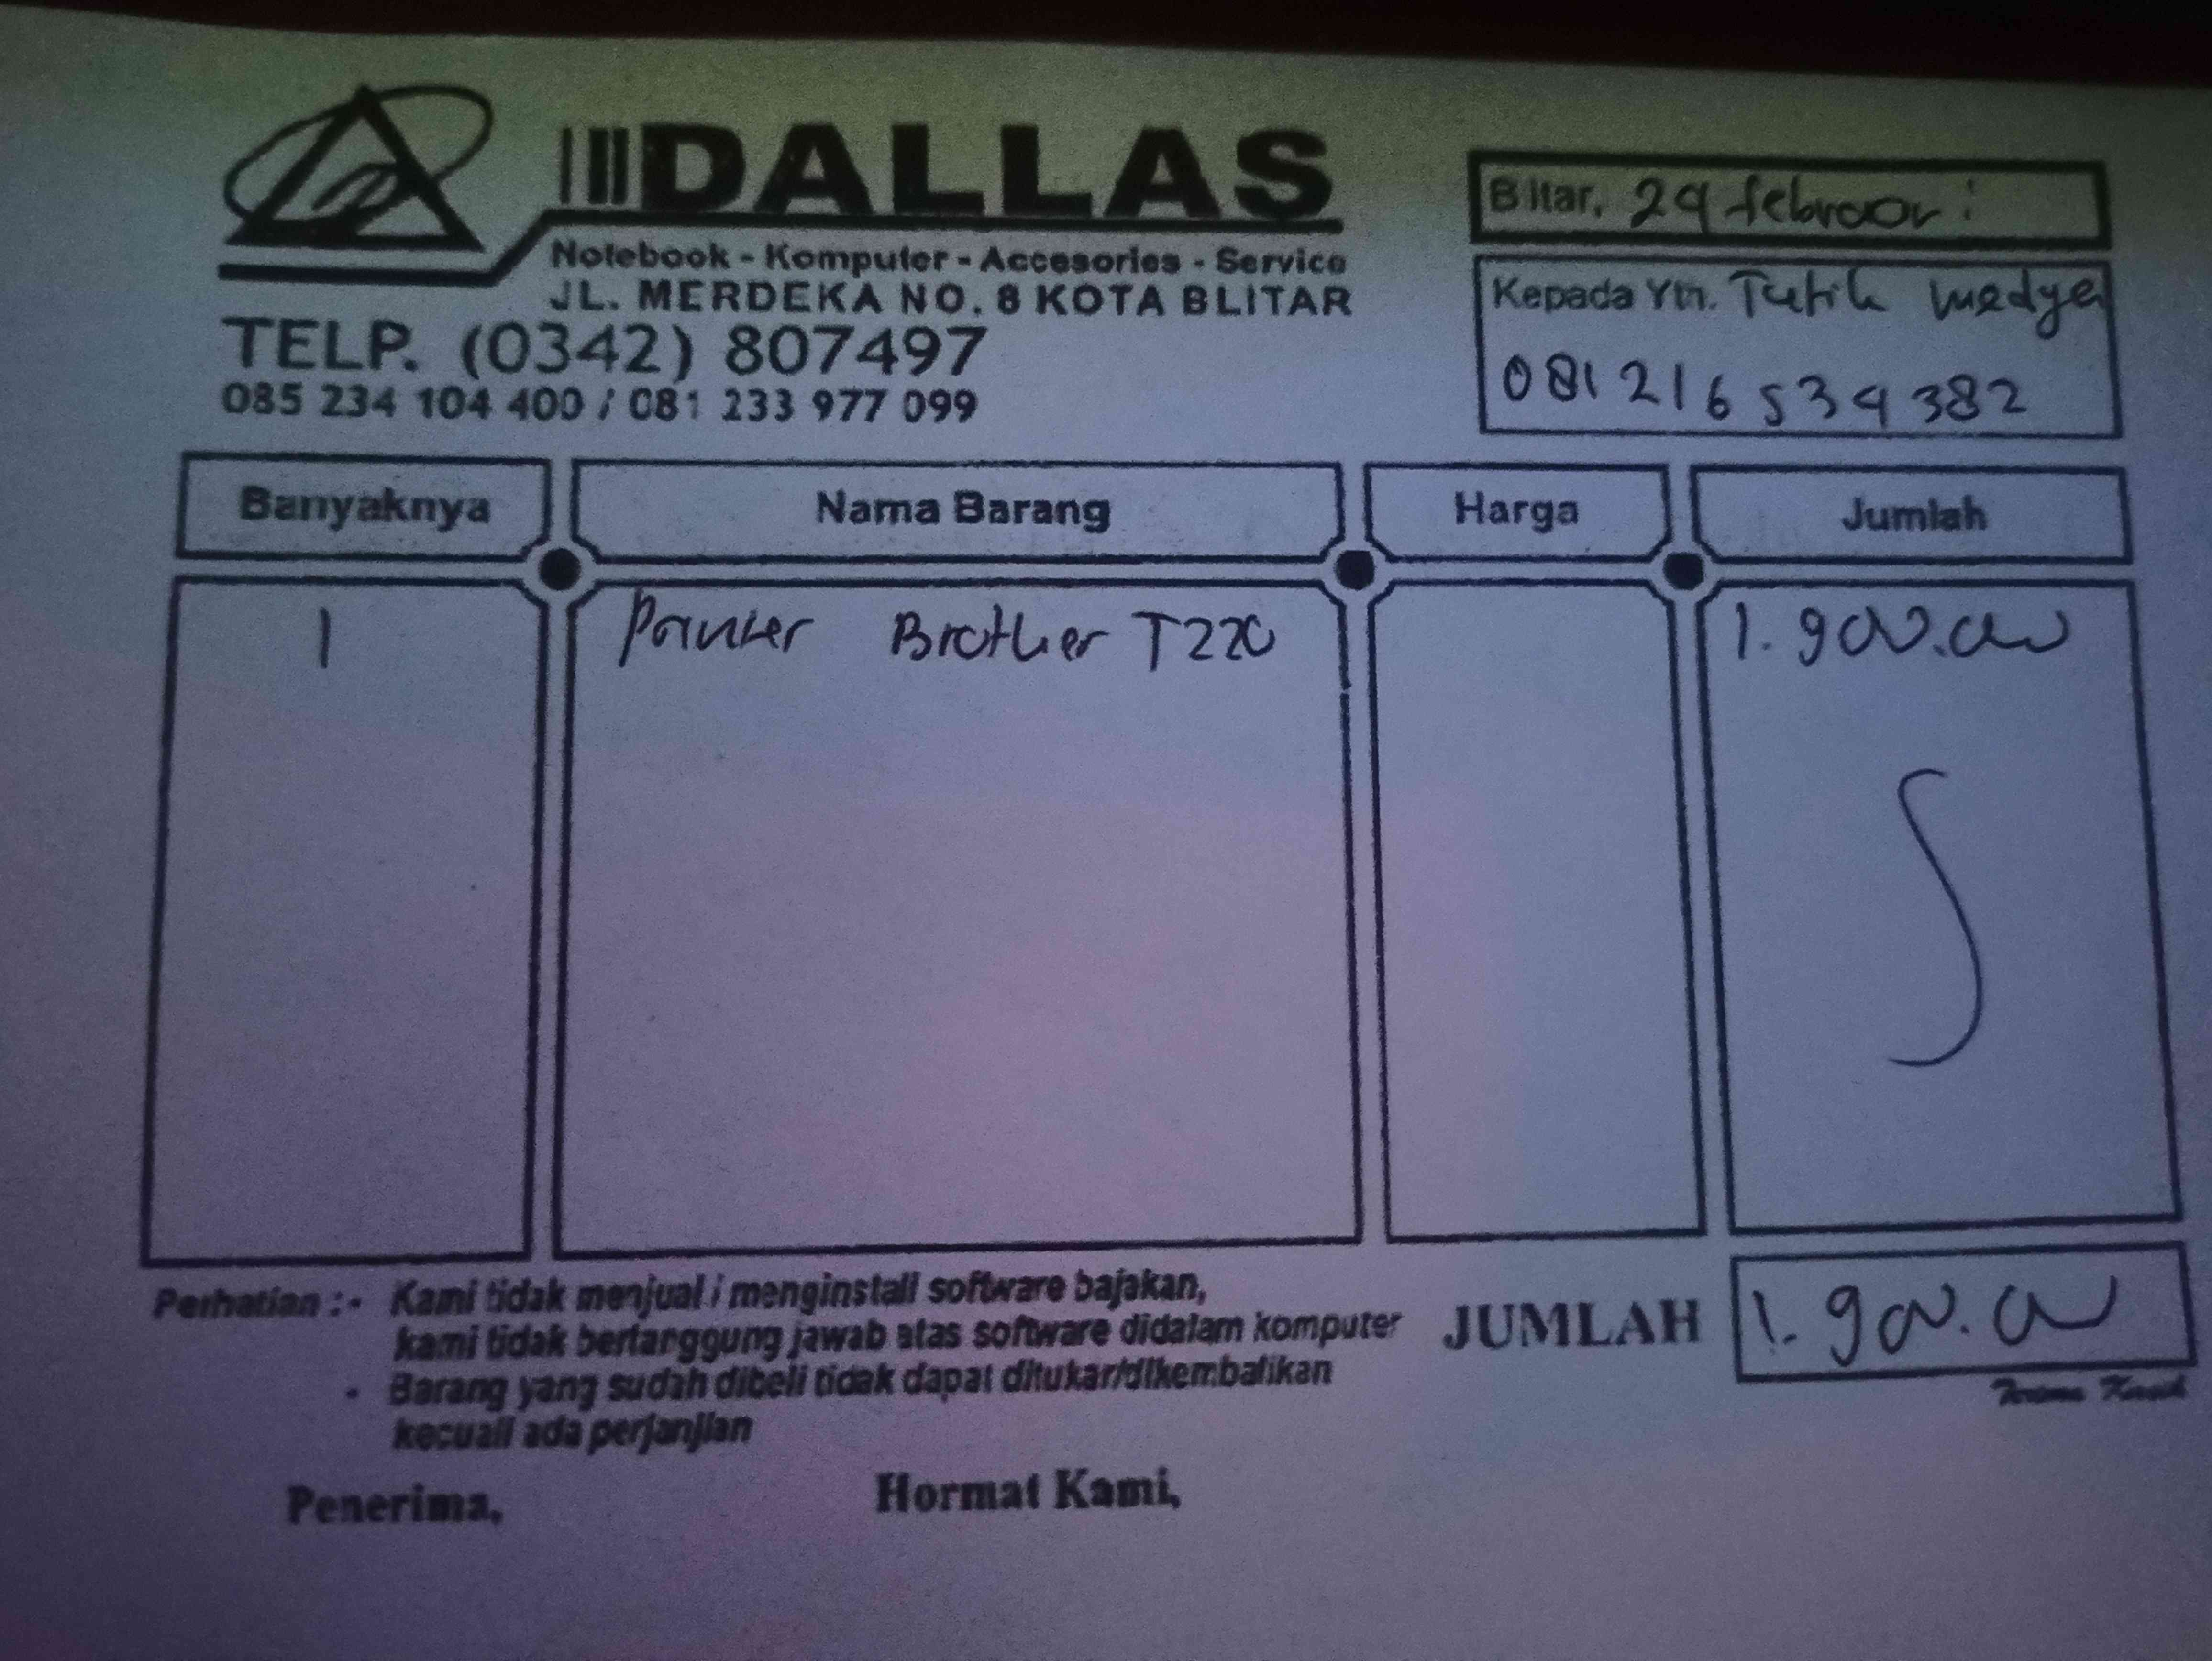 DALLAS
Notebook - Komputer - Accesories - Service
JL. MERDEKA NO. 8 KOTA BLITAR
TELP. (0342) 807497
085 234 104 400 / 081 233 977 099
Blitar, 29 februari
Kepada Yth. Tutik
081216534382
Banyaknya Nama Barang Harga Jumlah
1 Printer Brother T220 1.900.000
Perhatian : - Kami tidak menjual / menginstall software bajakan,
kami tidak bertanggung jawab atas software didalam komputer
- Barang yang sudah dibeli tidak dapat ditukar/dikembalikan
kecuali ada perjanjian
JUMLAH 1.900.000
Terima Kasih
Penerima, Hormat Kami,